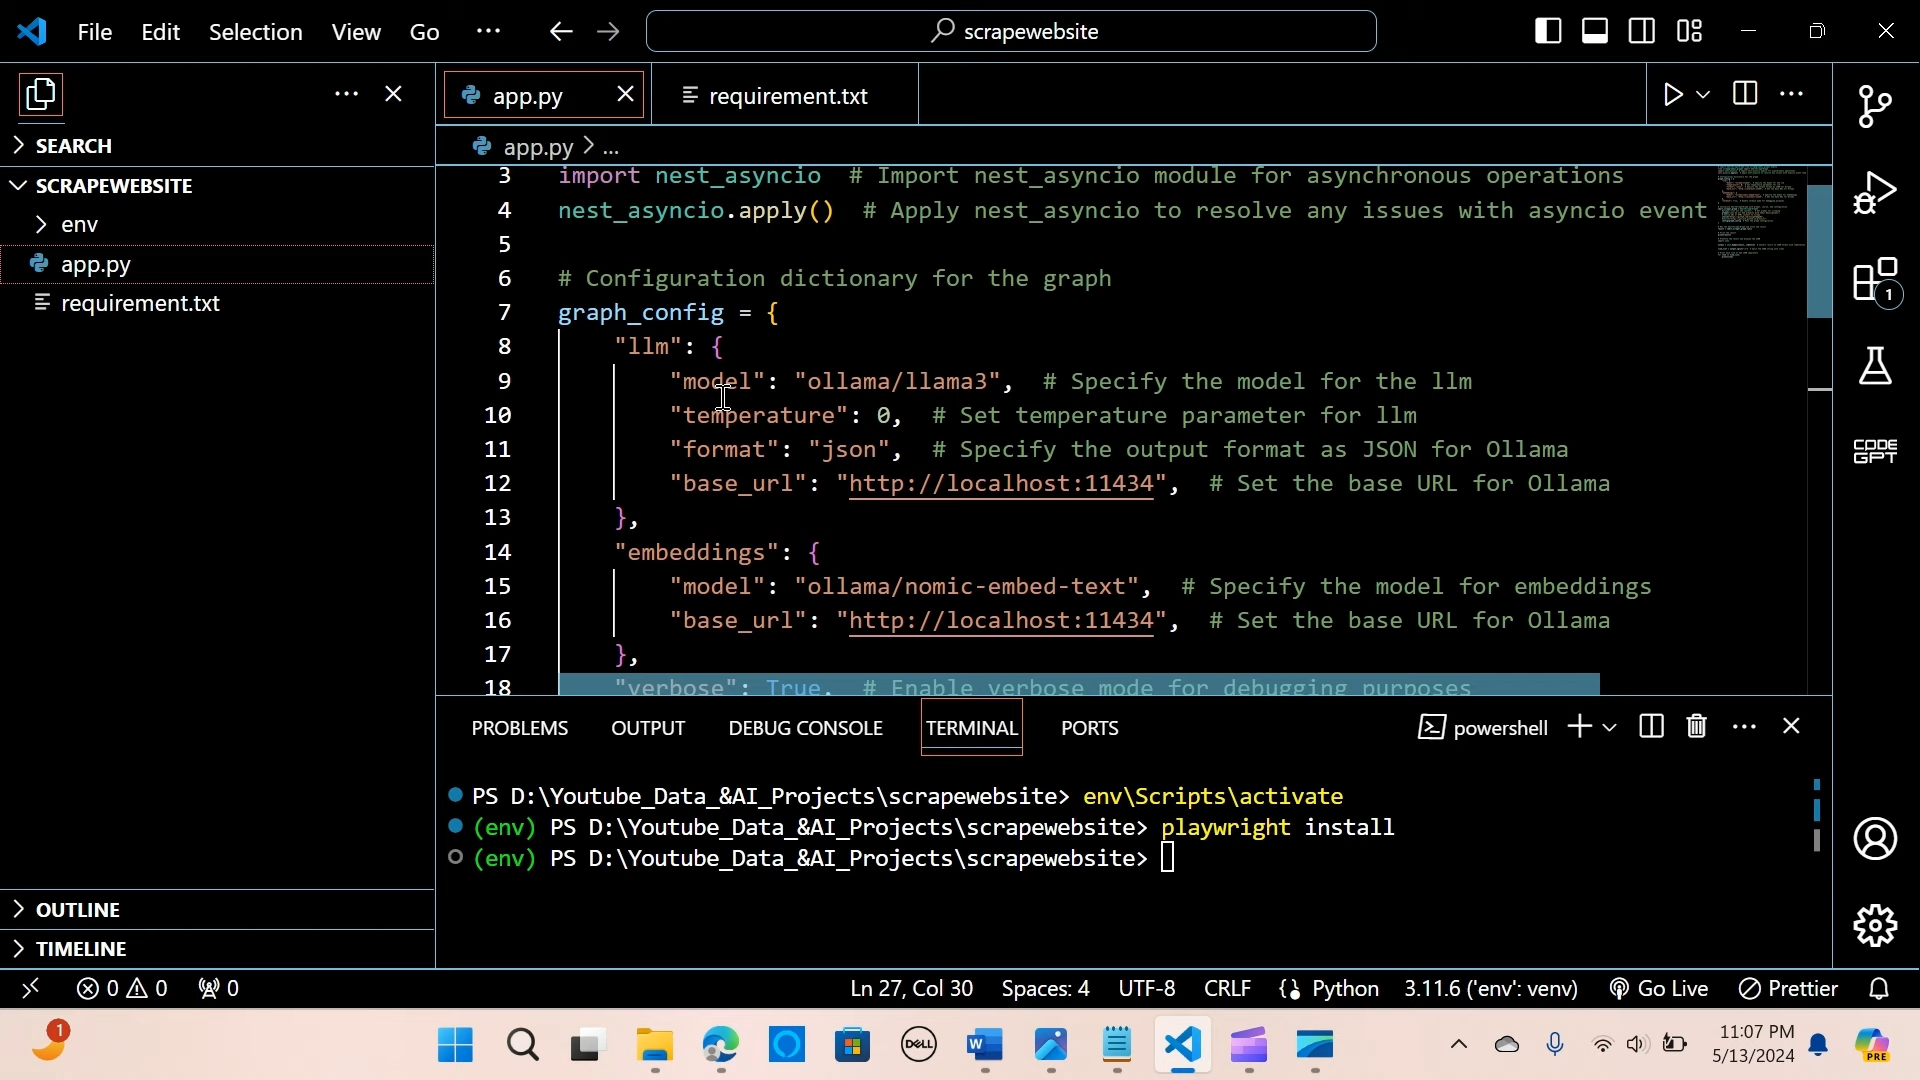 File Edit Selection View Go ··· scrapewebsite
SEARCH
SCRAPEWEBSITE
env
app.py
requirement.txt
OUTLINE
TIMELINE
app.py requirement.txt
app.py > ...
3 import nest_asyncio # Import nest_asyncio module for asynchronous operations
4 nest_asyncio.apply() # Apply nest_asyncio to resolve any issues with asyncio event
5
6 # Configuration dictionary for the graph
7 graph_config = {
8 "llm": {
9 "model": "ollama/llama3", # Specify the model for the llm
10 "temperature": 0, # Set temperature parameter for llm
11 "format": "json", # Specify the output format as JSON for Ollama
12 "base_url": "http://localhost:11434", # Set the base URL for Ollama
13 },
14 "embeddings": {
15 "model": "ollama/nomic-embed-text", # Specify the model for embeddings
16 "base_url": "http://localhost:11434", # Set the base URL for Ollama
17 },
18 "verbose": True, # Enable verbose mode for debugging purposes
PROBLEMS OUTPUT DEBUG CONSOLE TERMINAL PORTS powershell
PS D:\Youtube_Data_&AI_Projects\scrapewebsite> env\Scripts\activate
(env) PS D:\Youtube_Data_&AI_Projects\scrapewebsite> playwright install
(env) PS D:\Youtube_Data_&AI_Projects\scrapewebsite>
1
CODE
GPT
0 0 0 Ln 27, Col 30 Spaces: 4 UTF-8 CRLF Python 3.11.6 ('env': venv) Go Live Prettier
1
DELL
W
11:07 PM
5/13/2024
PRE